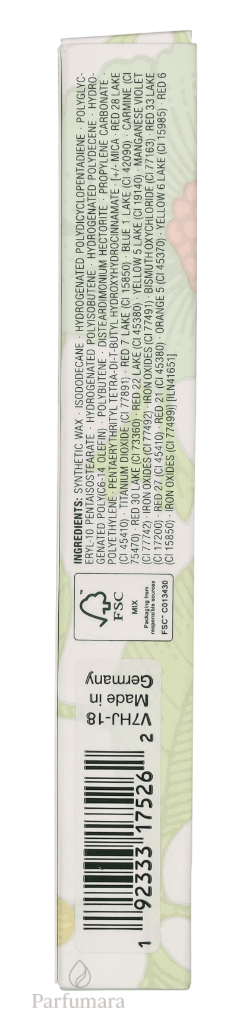 INGREDIENTS: SYNTHETIC WAX · ISODODECANE · HYDROGENATED POLYDICYCLOPENTADIENE · POLYGLYC-
ERYL-10 PENTAISOSTEARATE · HYDROGENATED POLYISOBUTENE · HYDROGENATED POLYDECENE · HYDRO-
GENATED POLY(C6-14 OLEFIN) · POLYBUTENE · DISTEARDIMONIUM HECTORITE · PROPYLENE CARBONATE ·
POLYETHYLENE · PENTAERYTHRITYL TETRA-DI-T-BUTYL HYDROXYHYDROCINNAMATE · [+/- MICA · RED 28 LAKE
(CI 45410) · TITANIUM DIOXIDE (CI 77891) · RED 7 LAKE (CI 15850) · BLUE 1 LAKE (CI 42090) · CARMINE (CI
75470) · RED 30 LAKE (CI 73360) · RED 22 LAKE (CI 45380) · YELLOW 5 LAKE (CI 19140) · MANGANESE VIOLET
(CI 77742) · IRON OXIDES (CI 77492) · IRON OXIDES (CI 77491) · BISMUTH OXYCHLORIDE (CI 77163) · RED 33 LAKE
(CI 17200) · RED 27 (CI 45410) · RED 21 (CI 45380) · ORANGE 5 (CI 45370) · YELLOW 6 LAKE (CI 15985) · RED 6
(CI 15850) · IRON OXIDES (CI 77499)] [ILN41651]
FSC™
MIX
Packaging from
responsible sources
FSC™ C013430
V7HJ-18
Made in
Germany
1 92333 17526 2
Parfumara